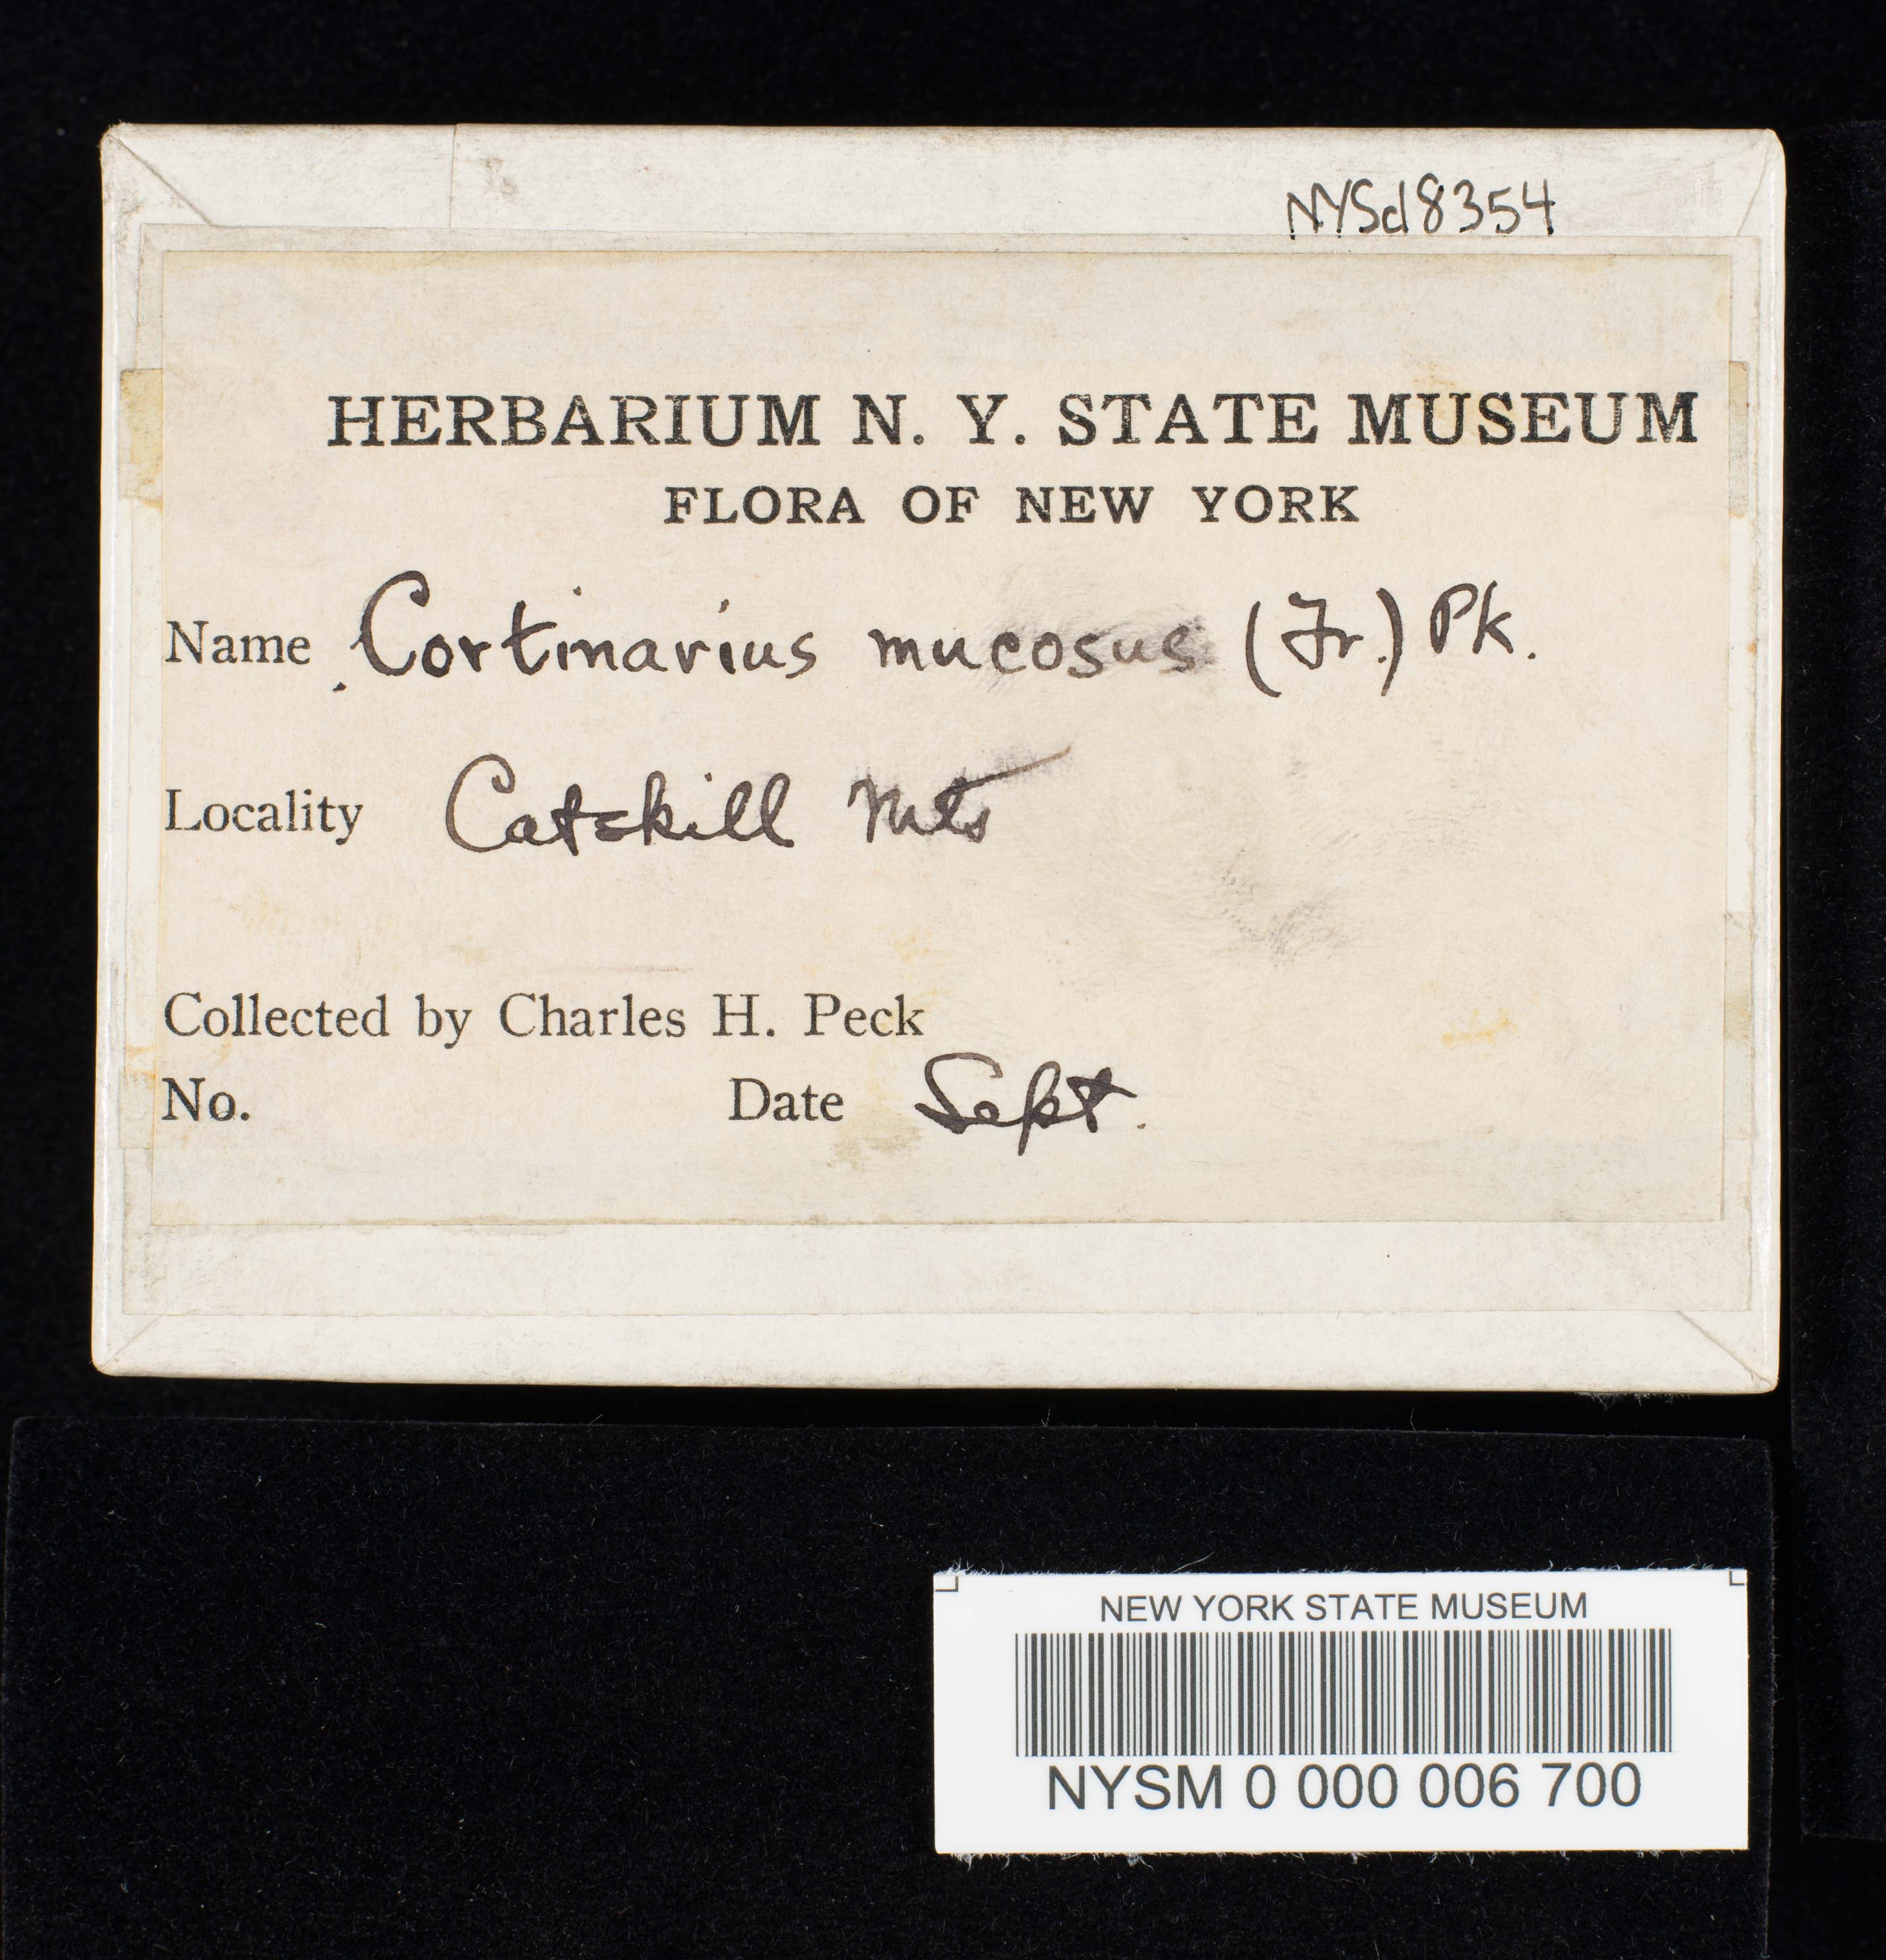 NYSd8354
HERBARIUM N. Y. STATE MUSEUM
FLORA OF NEW YORK
Name Cortinarius mucosus (Fr.) Pk.
Locality Catskill Mts
Collected by Charles H. Peck
No. Date Sept.
NEW YORK STATE MUSEUM
NYSM 0 000 006 700